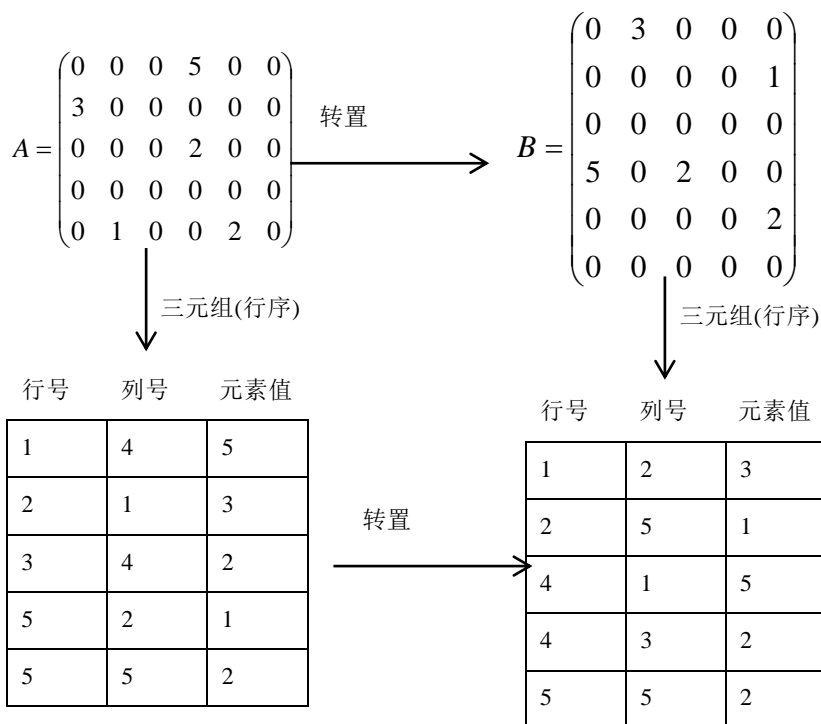 A =
0 0 0 5 0 0
3 0 0 0 0 0
0 0 0 2 0 0
0 0 0 0 0 0
0 1 0 0 2 0
转置
B =
0 3 0 0 0
0 0 0 0 1
0 0 0 0 0
5 0 2 0 0
0 0 0 0 2
0 0 0 0 0
三元组(行序)
三元组(行序)
行号 列号 元素值
1 4 5
2 1 3
3 4 2
5 2 1
5 5 2
转置
行号 列号 元素值
1 2 3
2 5 1
4 1 5
4 3 2
5 5 2